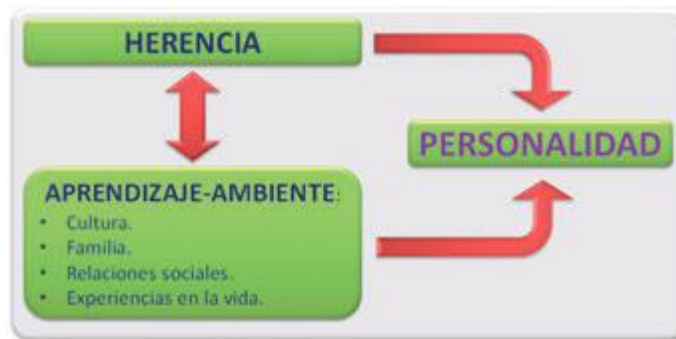 HERENCIA
PERSONALIDAD
APRENDIZAJE-AMBIENTE:
• Cultura.
• Familia.
• Relaciones sociales.
• Experiencias en la vida.